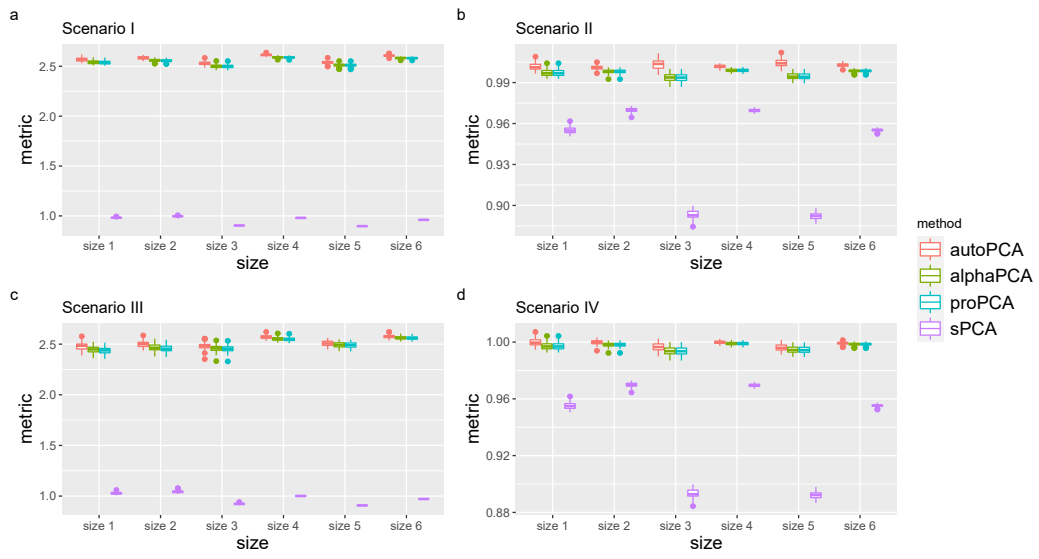 a
Scenario I
metric
2.5
2.0
1.5
1.0
size 1 size 2 size 3 size 4 size 5 size 6
size
b
Scenario II
metric
0.99
0.96
0.93
0.90
size 1 size 2 size 3 size 4 size 5 size 6
size
c
Scenario III
metric
2.5
2.0
1.5
1.0
size 1 size 2 size 3 size 4 size 5 size 6
size
d
Scenario IV
metric
1.00
0.96
0.92
0.88
size 1 size 2 size 3 size 4 size 5 size 6
size
method
autoPCA
alphaPCA
proPCA
sPCA